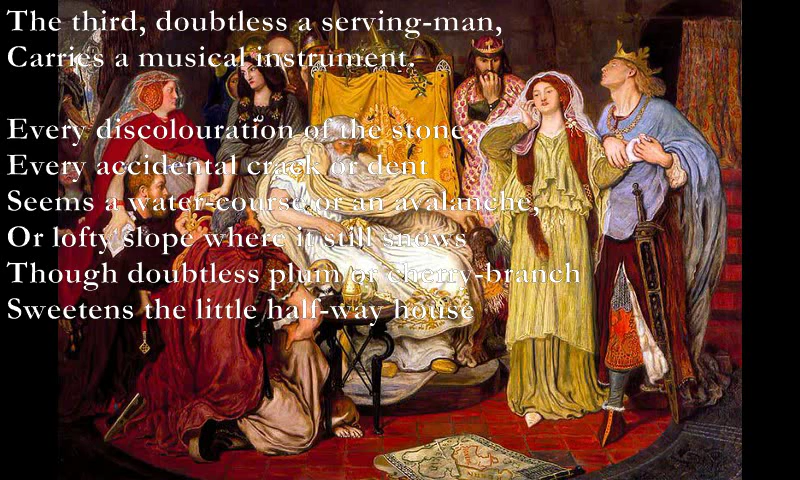 The third, doubtless a serving-man,
Carries a musical instrument.
Every discolouration of the stone,
Every accidental crack or dent
Seems a water-course or an avalanche,
Or lofty slope where it still snows
Though doubtless plum or cherry-branch
Sweetens the little half-way house